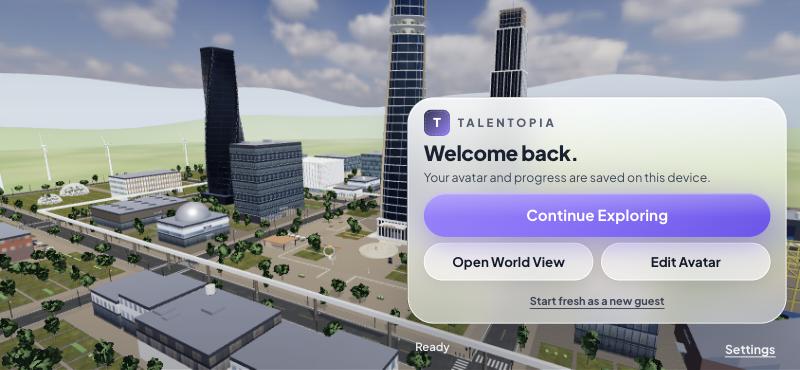 T TALENTOPIA
Welcome back.
Your avatar and progress are saved on this device.
Continue Exploring
Open World View
Edit Avatar
Start fresh as a new guest
Ready
Settings